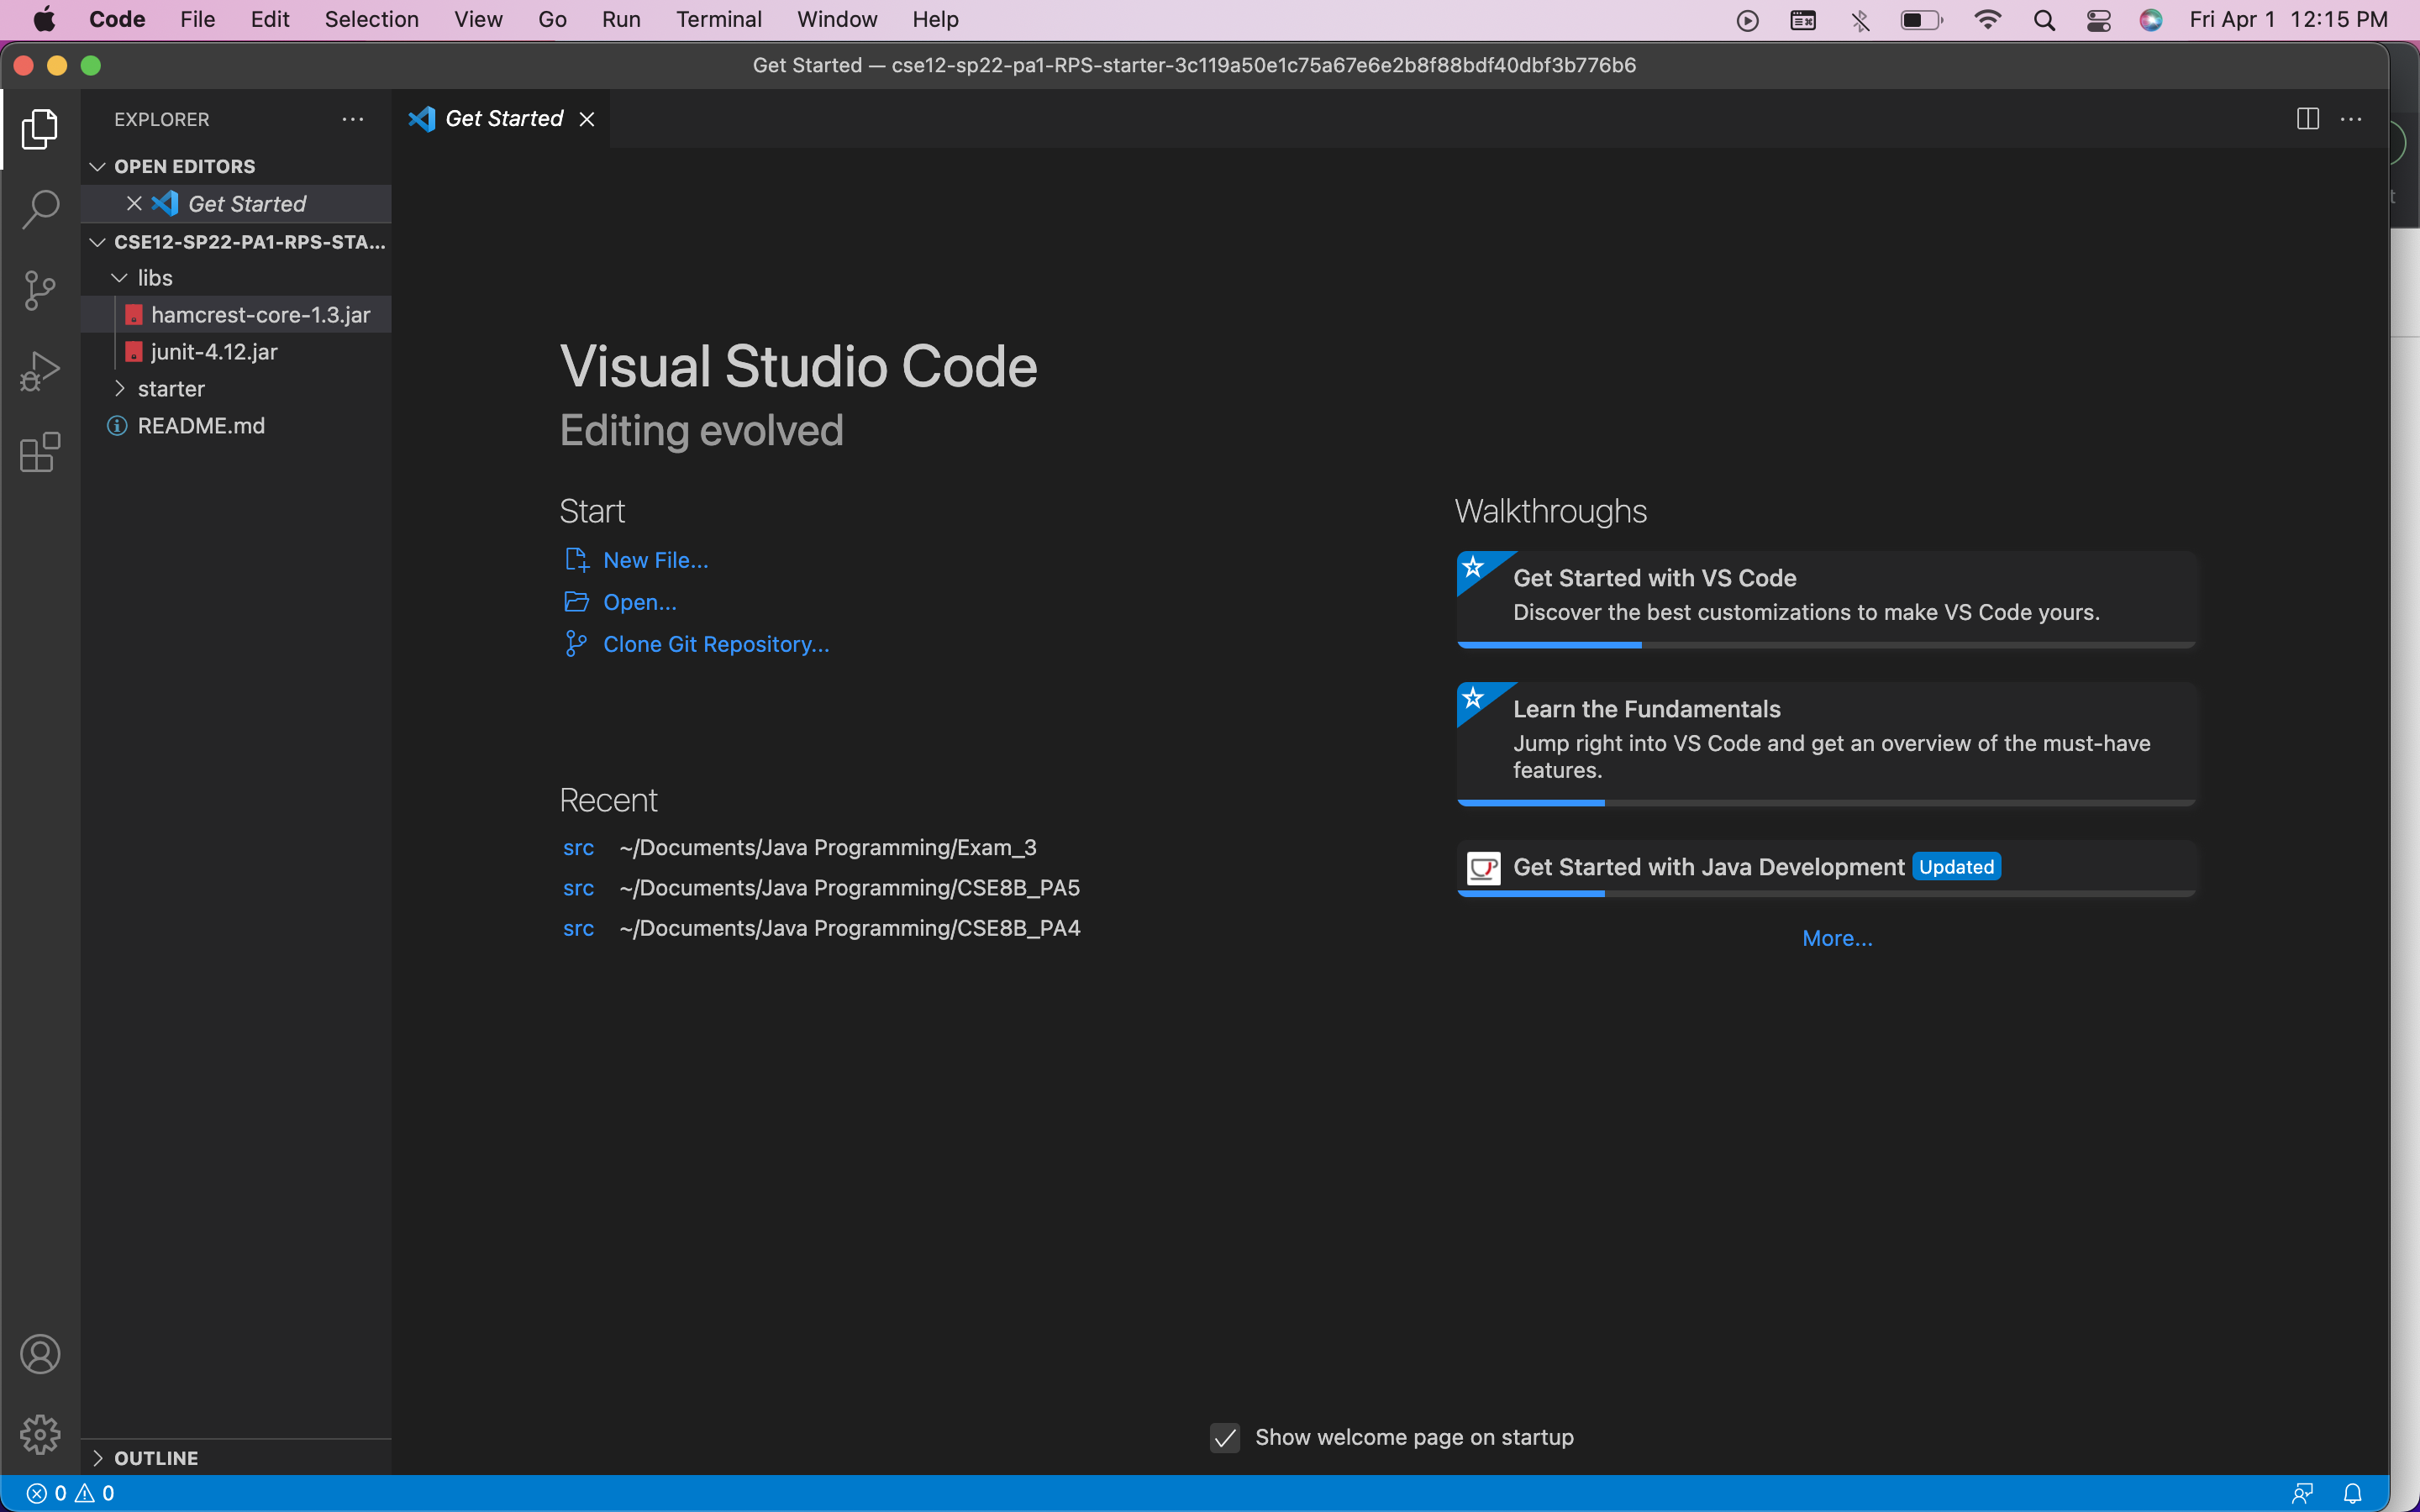 Code File Edit Selection View Go Run Terminal Window Help Fri Apr 1 12:15 PM
Get Started — cse12-sp22-pa1-RPS-starter-3c119a50e1c75a67e6e2b8f88bdf40dbf3b776b6
EXPLORER
Get Started
OPEN EDITORS
Get Started
CSE12-SP22-PA1-RPS-STA...
libs
hamcrest-core-1.3.jar
junit-4.12.jar
starter
README.md
OUTLINE
Visual Studio Code
Editing evolved
Start
New File...
Open...
Clone Git Repository...
Recent
src ~/Documents/Java Programming/Exam_3
src ~/Documents/Java Programming/CSE8B_PA5
src ~/Documents/Java Programming/CSE8B_PA4
Walkthroughs
Get Started with VS Code
Discover the best customizations to make VS Code yours.
Learn the Fundamentals
Jump right into VS Code and get an overview of the must-have
features.
Get Started with Java Development Updated
More...
Show welcome page on startup
0 0